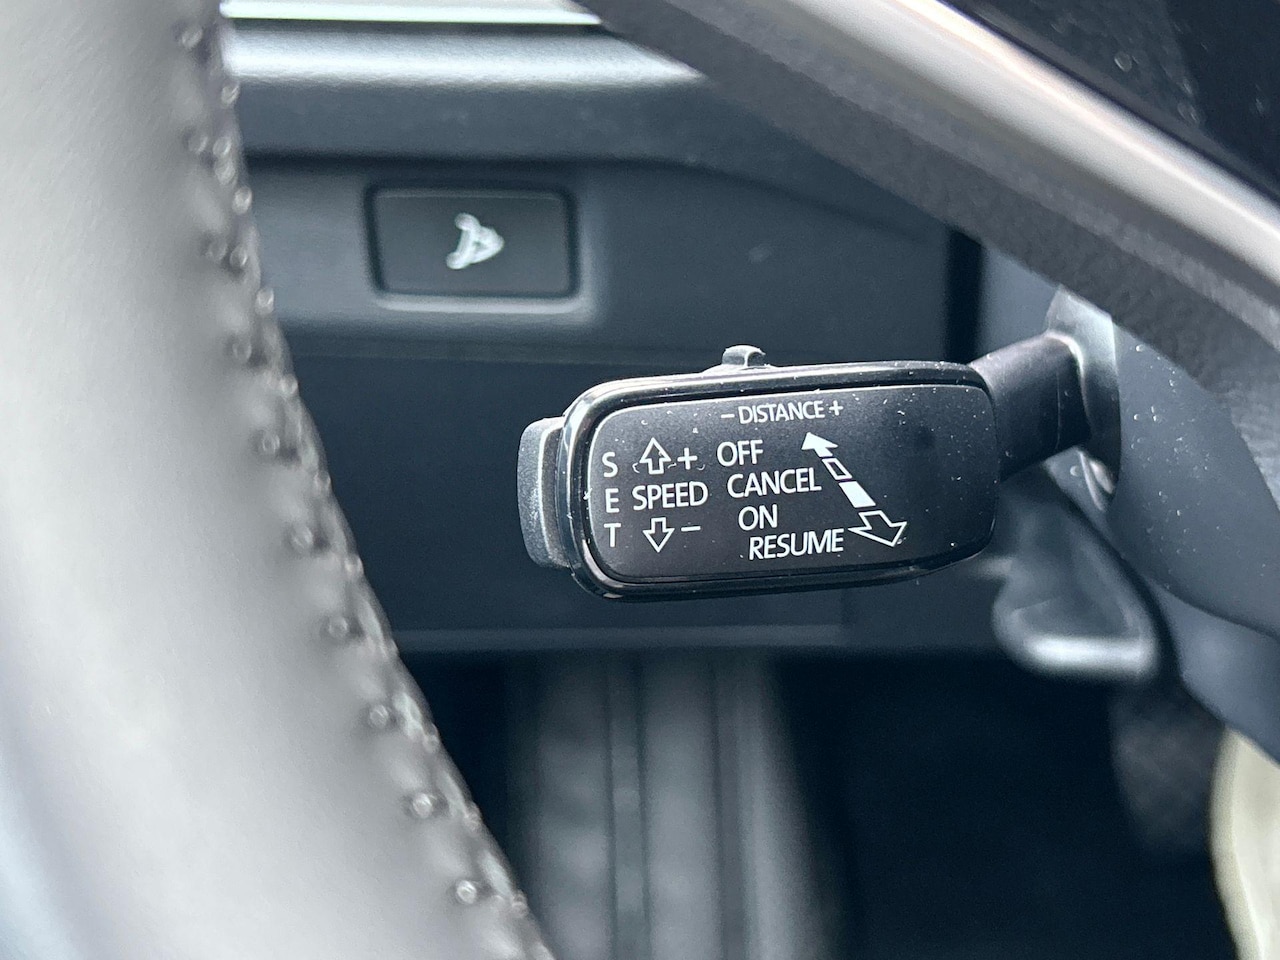 − DISTANCE +
S + OFF
E SPEED CANCEL
T − ON
RESUME